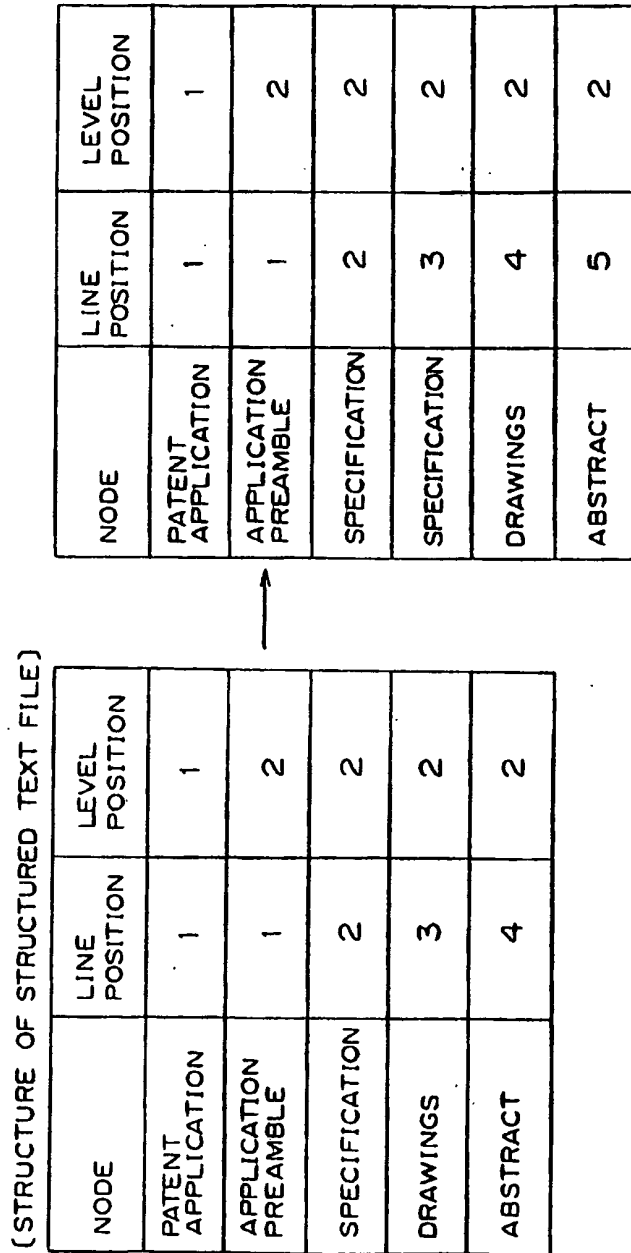 (STRUCTURE OF STRUCTURED TEXT FILE)
NODE
LINE
POSITION
LEVEL
POSITION
PATENT
APPLICATION
1
1
APPLICATION
PREAMBLE
1
2
SPECIFICATION
2
2
DRAWINGS
3
2
ABSTRACT
4
2
NODE
LINE
POSITION
LEVEL
POSITION
PATENT
APPLICATION
1
1
APPLICATION
PREAMBLE
1
2
SPECIFICATION
2
2
SPECIFICATION
3
2
DRAWINGS
4
2
ABSTRACT
5
2